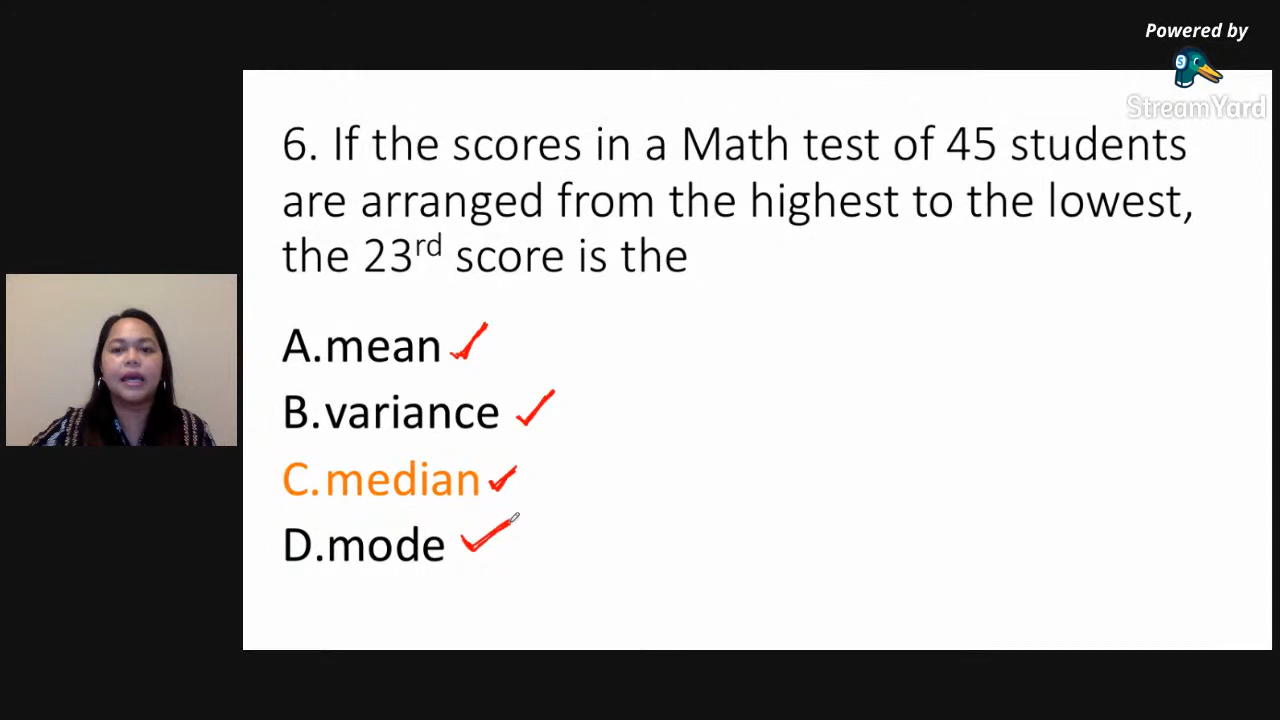 Powered by
StreamYard
6. If the scores in a Math test of 45 students
are arranged from the highest to the lowest,
the 23rd score is the
A.mean
B.variance
C.median
D.mode